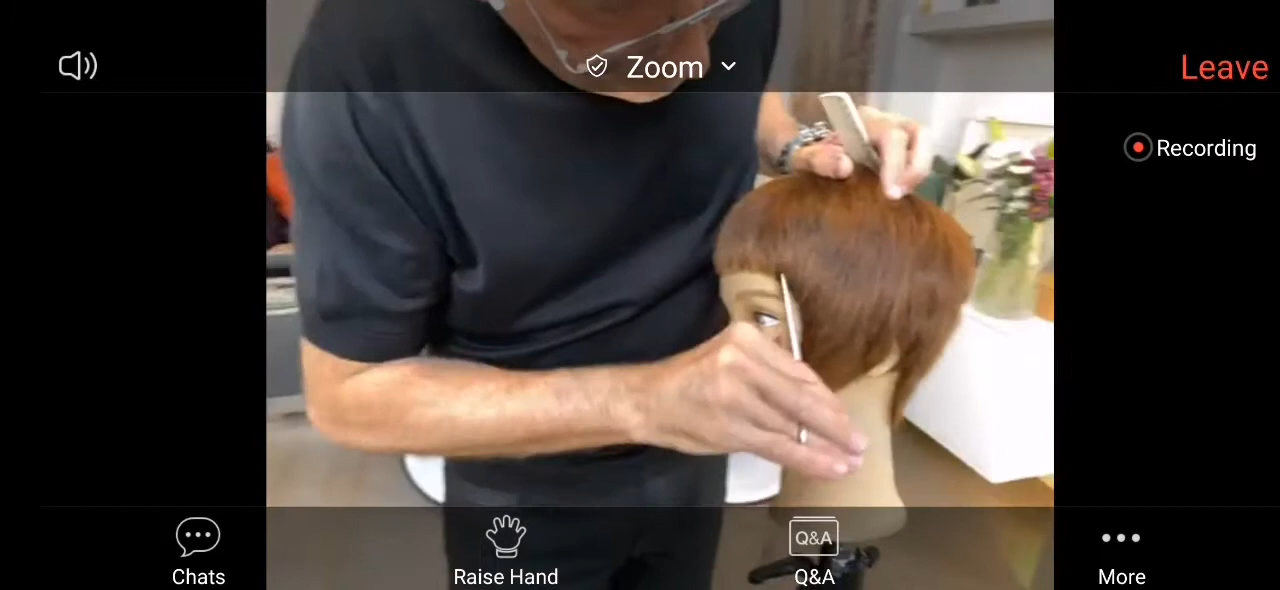 Zoom
Leave
Recording
Chats
Raise Hand
Q&A
Q&A
More